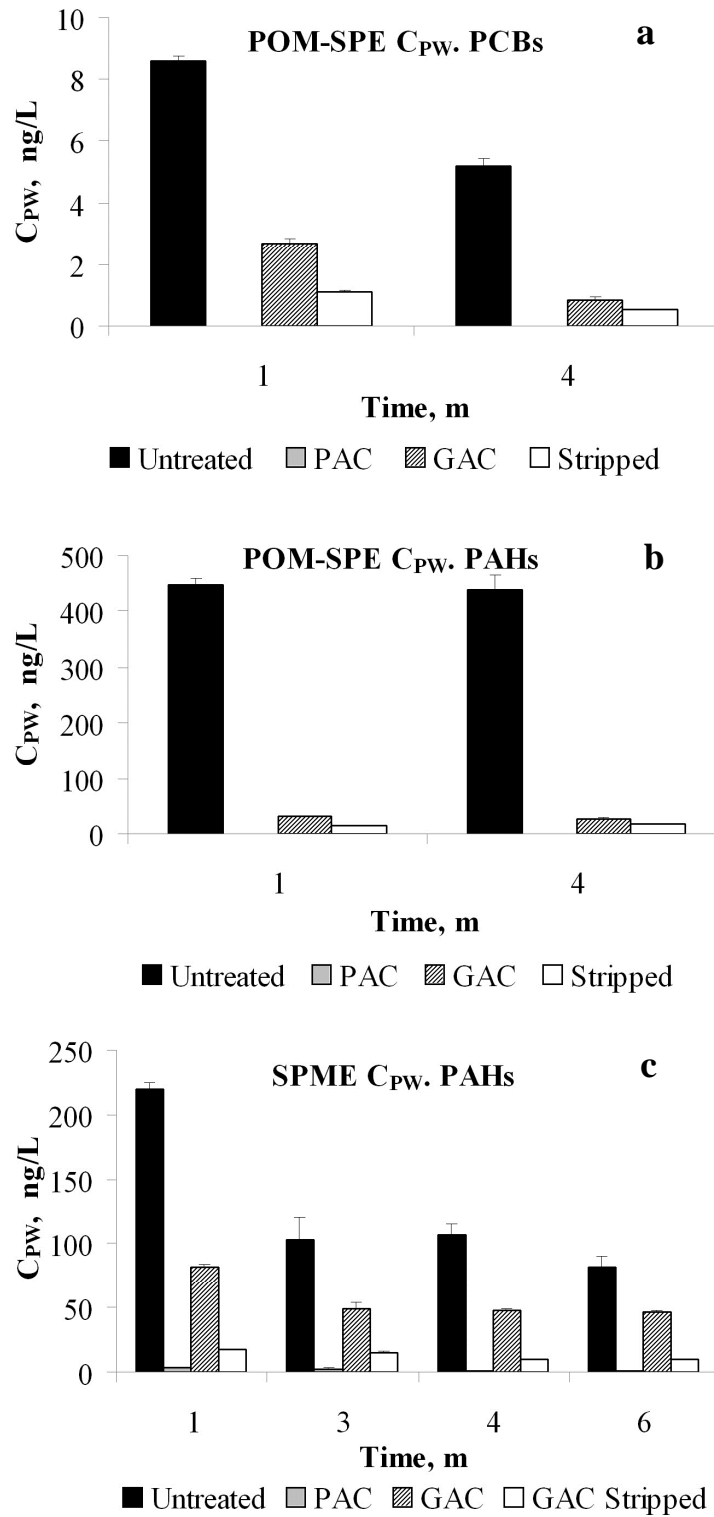 POM-SPE CPW. PCBs
a
CPW, ng/L
10
8
6
4
2
0
1 4
Time, m
Untreated PAC GAC Stripped
POM-SPE CPW. PAHs
b
CPW, ng/L
500
400
300
200
100
0
1 4
Time, m
Untreated PAC GAC Stripped
SPME CPW. PAHs
c
CPW, ng/L
250
200
150
100
50
0
1 3 4 6
Time, m
Untreated PAC GAC GAC Stripped